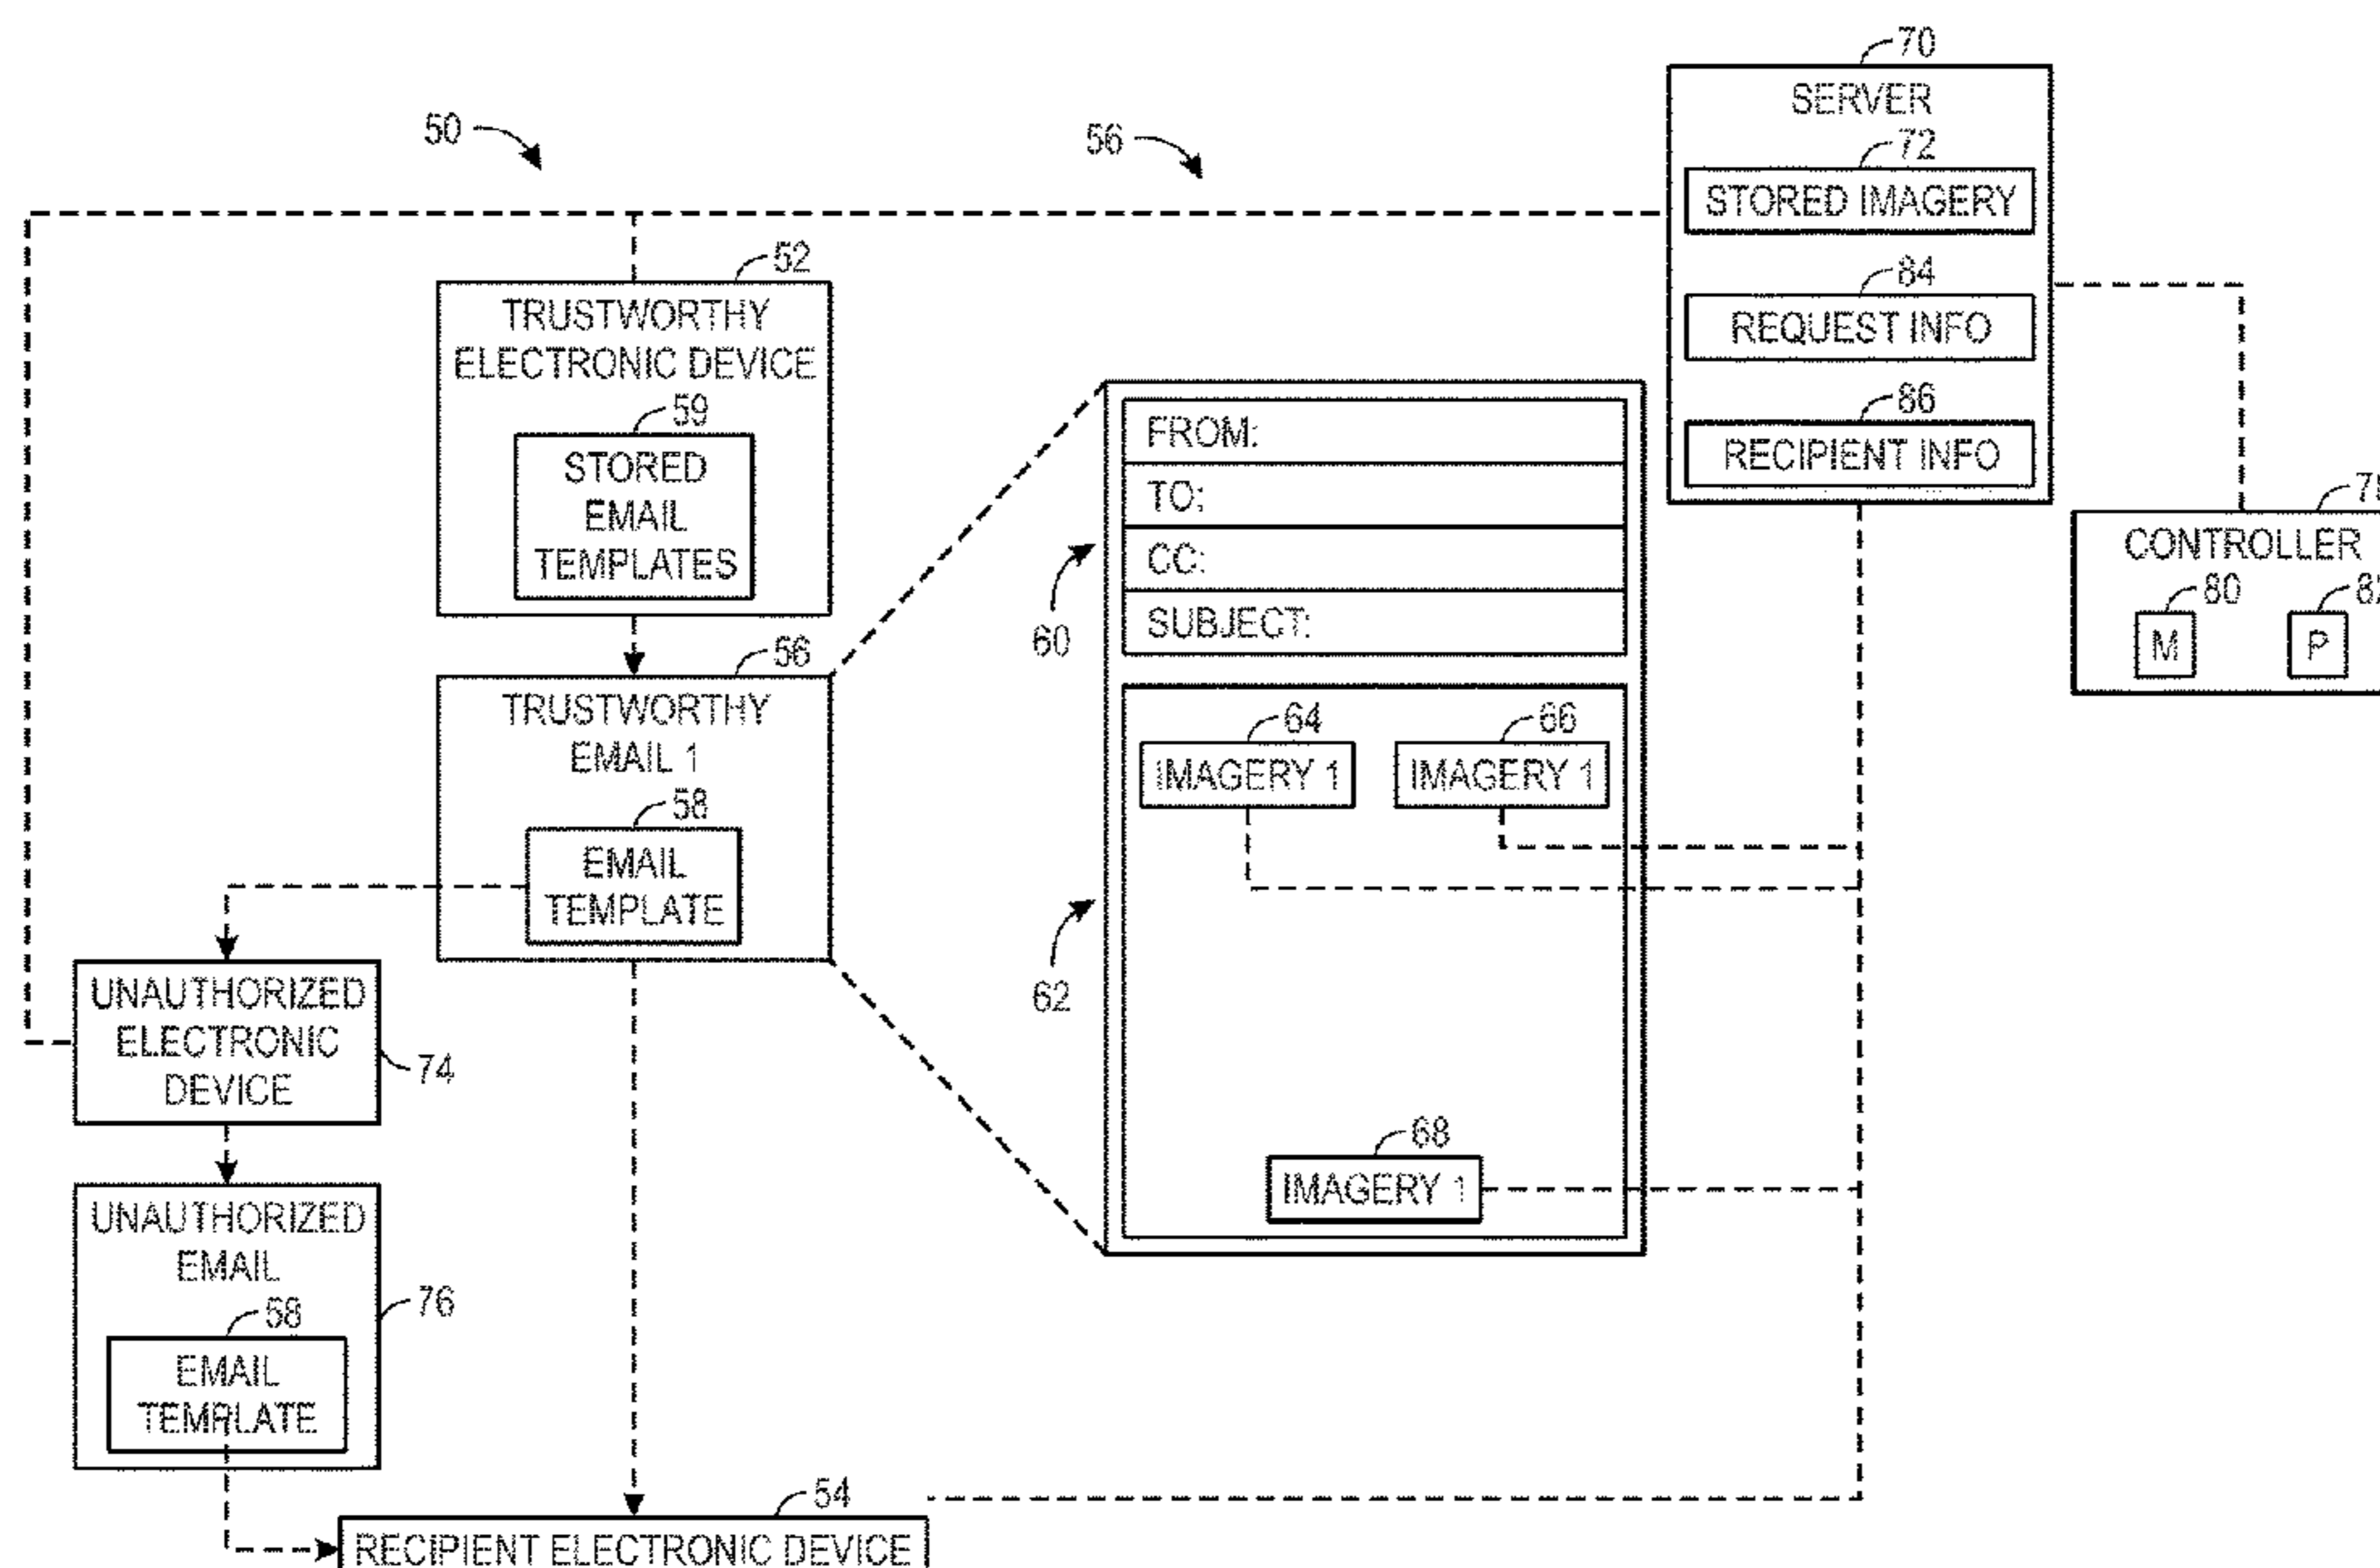 50
56
70
SERVER
72
STORED IMAGERY
84
REQUEST INFO
86
RECIPIENT INFO
52
TRUSTWORTHY
ELECTRONIC DEVICE
59
STORED
EMAIL
TEMPLATES
56
TRUSTWORTHY
EMAIL 1
58
EMAIL
TEMPLATE
60
FROM:
TO:
CC:
SUBJECT:
62
64
IMAGERY 1
66
IMAGERY 1
68
IMAGERY 1
CONTROLLER
80
M
P
UNAUTHORIZED
ELECTRONIC
DEVICE
74
UNAUTHORIZED
EMAIL
76
58
EMAIL
TEMPLATE
54
RECIPIENT ELECTRONIC DEVICE